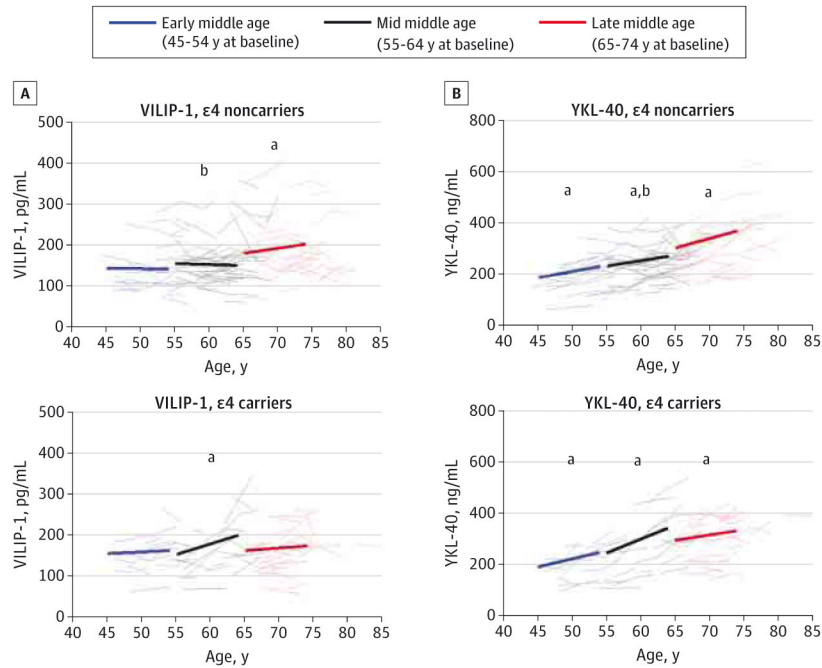 Early middle age
(45-54 y at baseline)
Mid middle age
(55-64 y at baseline)
Late middle age
(65-74 y at baseline)
A
VILIP-1, ε4 noncarriers
500
400
300
200
100
0
VILIP-1, pg/mL
b
a
40 45 50 55 60 65 70 75 80 85
Age, y
VILIP-1, ε4 carriers
500
400
300
200
100
0
VILIP-1, pg/mL
a
40 45 50 55 60 65 70 75 80 85
Age, y
B
YKL-40, ε4 noncarriers
800
600
400
200
0
YKL-40, ng/mL
a
a,b
a
40 45 50 55 60 65 70 75 80 85
Age, y
YKL-40, ε4 carriers
800
600
400
200
0
YKL-40, ng/mL
a
a
a
40 45 50 55 60 65 70 75 80 85
Age, y